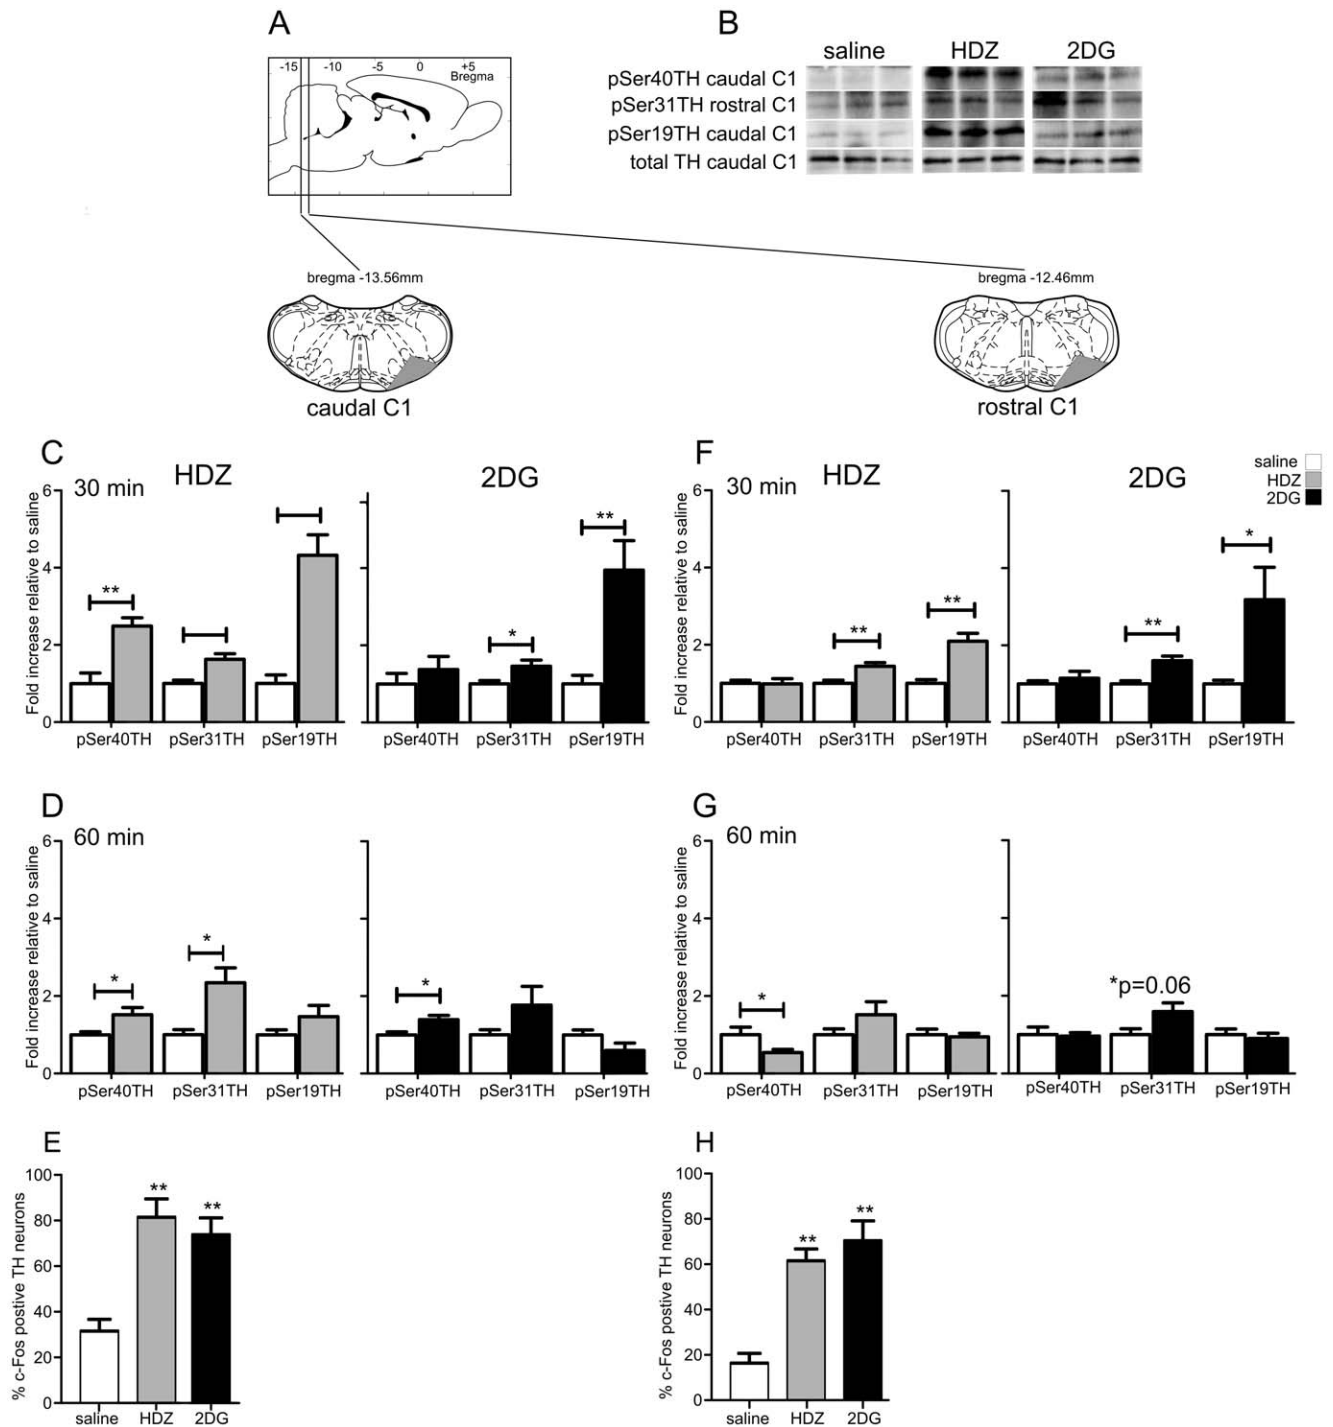 A
-15 -10 -5 0 +5
Bregma
B
saline HDZ 2DG
pSer40TH caudal C1
pSer31TH rostral C1
pSer19TH caudal C1
total TH caudal C1
bregma -13.56mm
caudal C1
bregma -12.46mm
rostral C1
C
30 min HDZ 2DG
Fold increase relative to saline
6
4
2
0
** * **
pSer40TH pSer31TH pSer19TH pSer40TH pSer31TH pSer19TH
F
30 min HDZ 2DG
saline
HDZ
2DG
Fold increase relative to saline
6
4
2
0
** ** ** *
pSer40TH pSer31TH pSer19TH pSer40TH pSer31TH pSer19TH
D
60 min
Fold increase relative to saline
6
4
2
0
* * *
pSer40TH pSer31TH pSer19TH pSer40TH pSer31TH pSer19TH
G
60 min
Fold increase relative to saline
6
4
2
0
* *p=0.06
pSer40TH pSer31TH pSer19TH pSer40TH pSer31TH pSer19TH
E
% c-Fos postive TH neurons
100
80
60
40
20
0
** **
saline HDZ 2DG
H
% c-Fos postive TH neurons
100
80
60
40
20
0
** **
saline HDZ 2DG